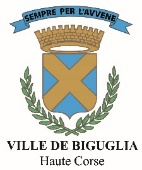 SEMPRE PER L'AVVENE
VILLE DE BIGUGLIA
Haute Corse